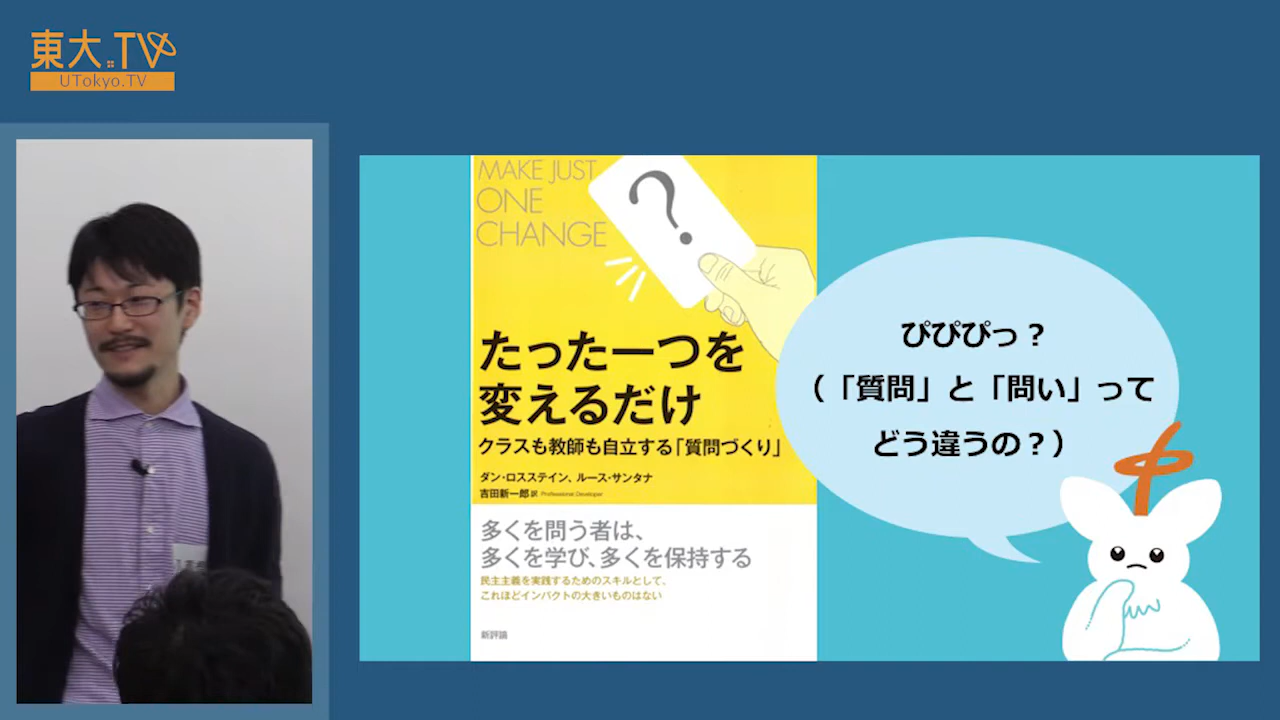 東大.TV
UTokyo.TV
MAKE JUST
ONE
CHANGE
?
たった一つを
変えるだけ
クラスも教師も自立する「質問づくり」
ダン・ロススティン、ルース・サンタナ
吉田新一郎 訳 Professional Developer
多くを問う者は、
多くを学び、多くを保持する
民主主義を実践するためのスキルとして、
これほどインパクトの大きいものはない
新評論
ぴぴぴっ?
(「質問」と「問い」って
どう違うの?)